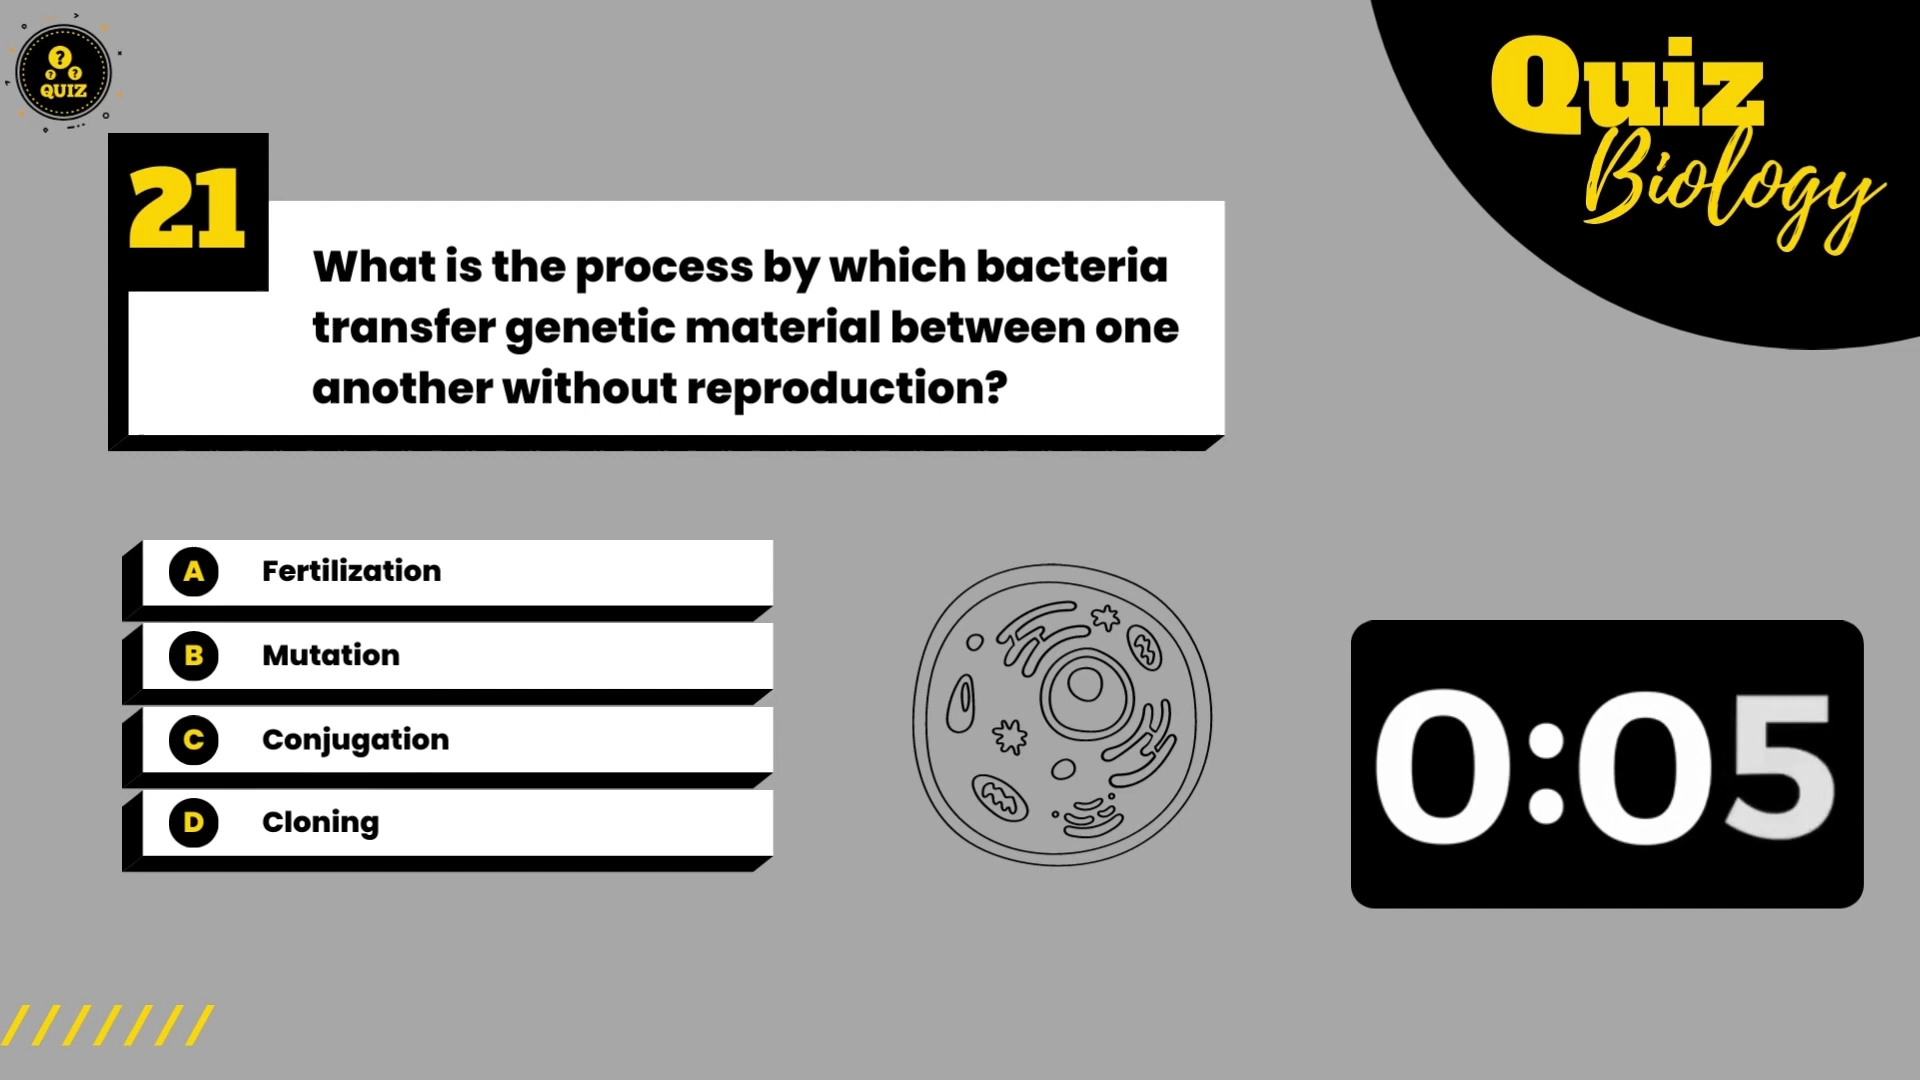 ? ? ?
QUIZ
Quiz
Biology
21
What is the process by which bacteria
transfer genetic material between one
another without reproduction?
A Fertilization
B Mutation
C Conjugation
D Cloning
0:05